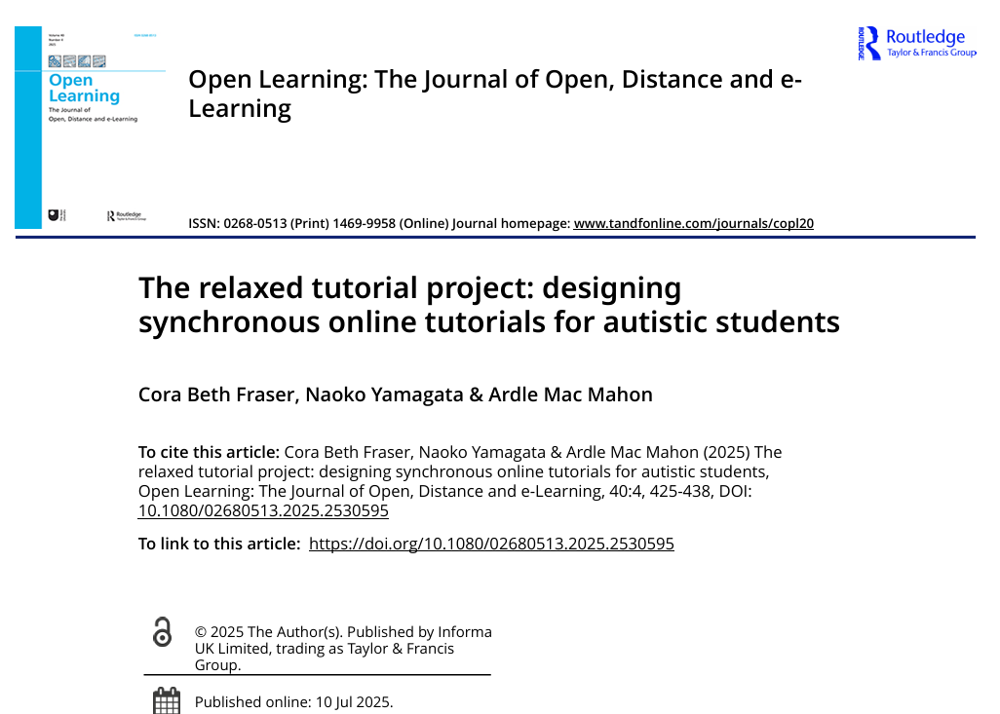 Open
Learning
The Journal of
Open, Distance and e-Learning
Routledge
Taylor & Francis Group
ROUTLEDGE
Routledge
Taylor & Francis Group
Open Learning: The Journal of Open, Distance and e-
Learning
ISSN: 0268-0513 (Print) 1469-9958 (Online) Journal homepage: www.tandfonline.com/journals/copl20
The relaxed tutorial project: designing
synchronous online tutorials for autistic students
Cora Beth Fraser, Naoko Yamagata & Ardle Mac Mahon
To cite this article: Cora Beth Fraser, Naoko Yamagata & Ardle Mac Mahon (2025) The
relaxed tutorial project: designing synchronous online tutorials for autistic students,
Open Learning: The Journal of Open, Distance and e-Learning, 40:4, 425-438, DOI:
10.1080/02680513.2025.2530595
To link to this article: https://doi.org/10.1080/02680513.2025.2530595
© 2025 The Author(s). Published by Informa
UK Limited, trading as Taylor & Francis
Group.
Published online: 10 Jul 2025.